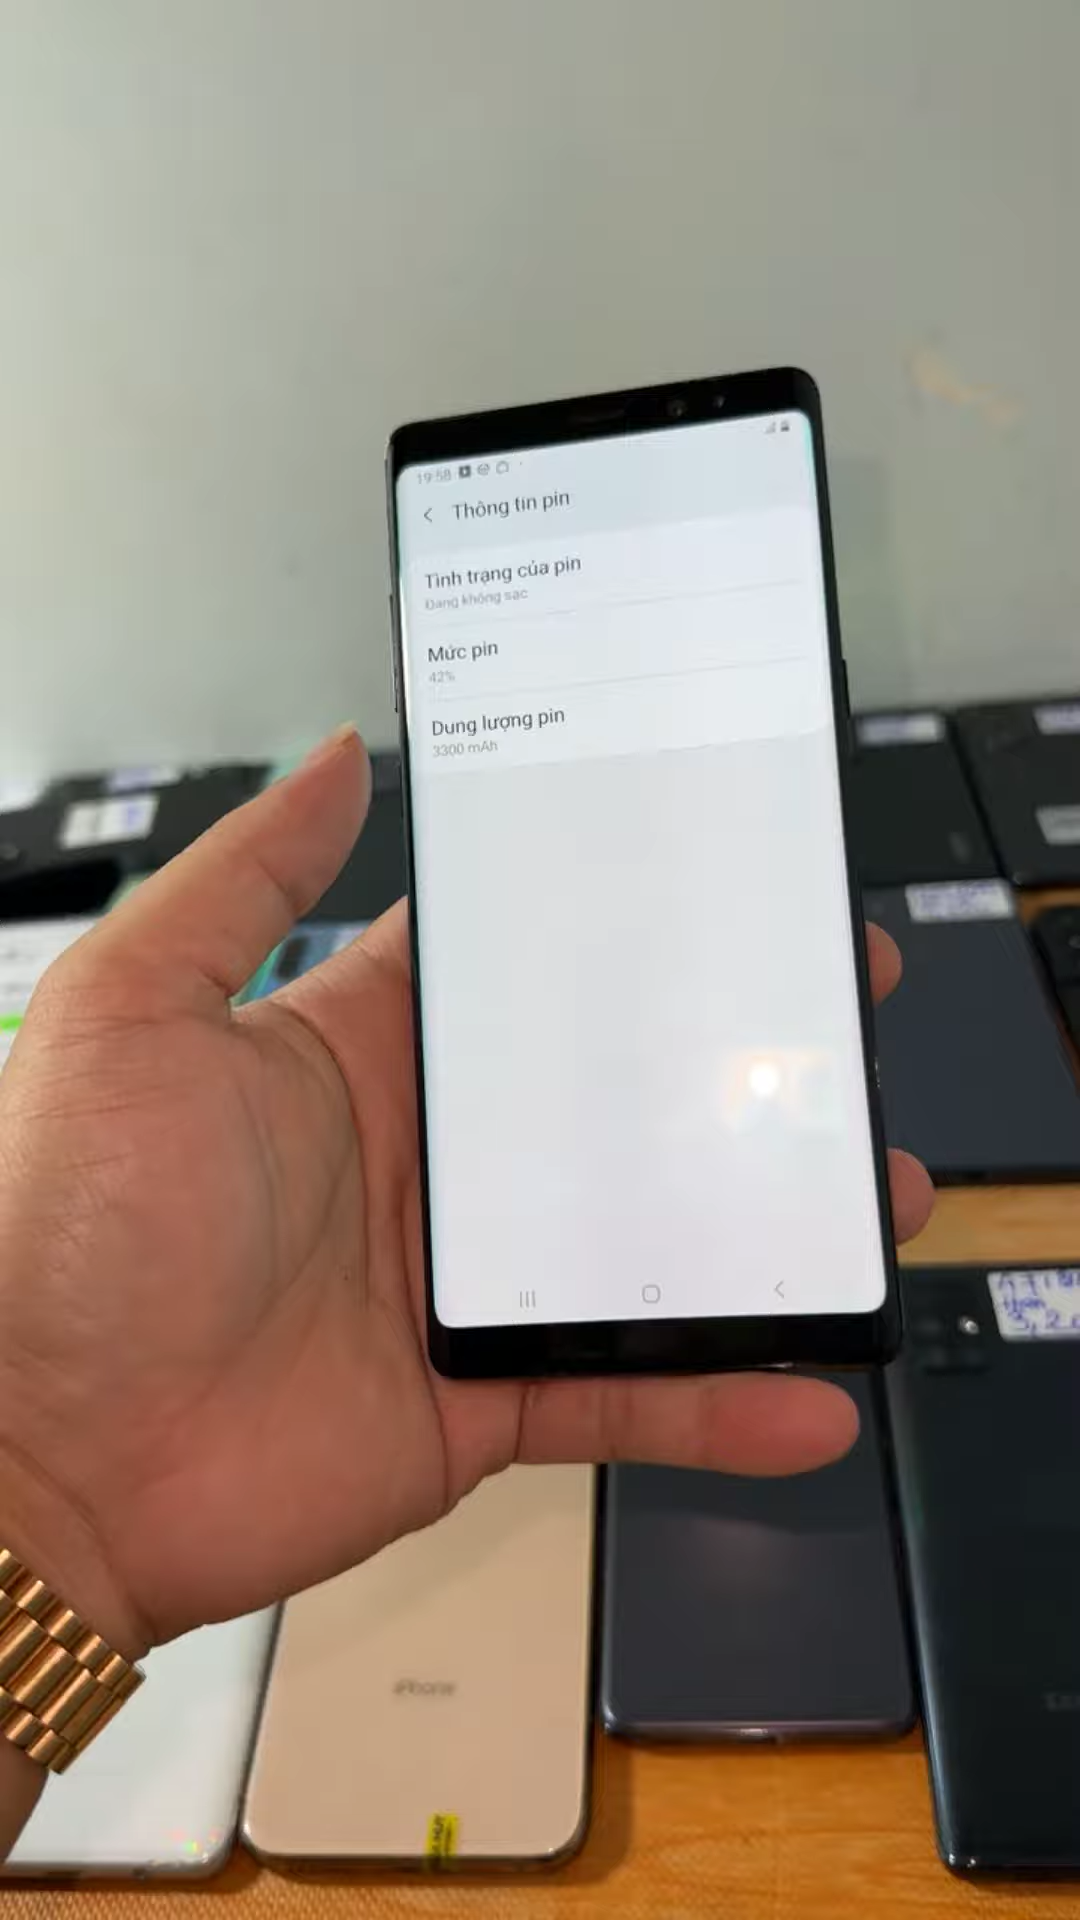 19:58
Thông tin pin
Tình trạng của pin
Đang không sạc
Mức pin
42%
Dung lượng pin
3300 mAh
iPhone